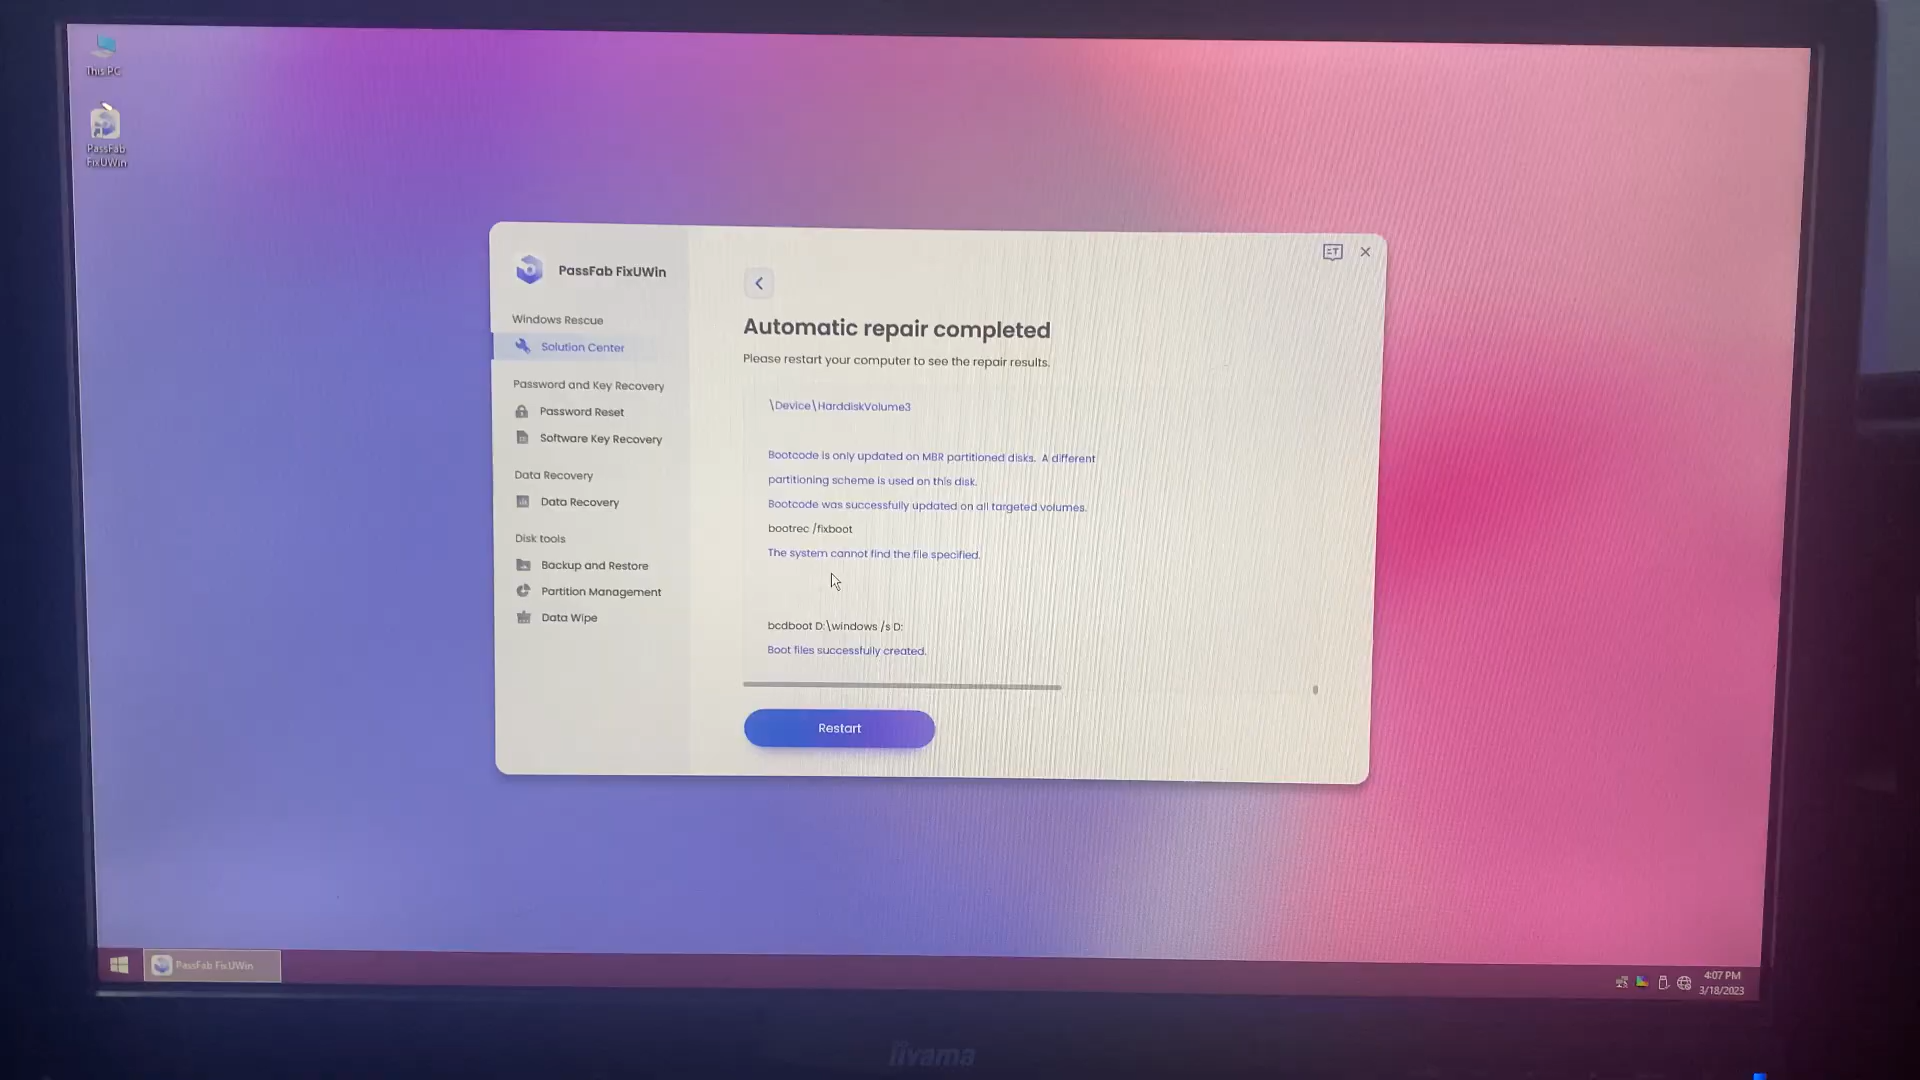 This PC
PassFab
FixUWin
PassFab FixUWin
Windows Rescue
Solution Center
Password and Key Recovery
Password Reset
Software Key Recovery
Data Recovery
Data Recovery
Disk tools
Backup and Restore
Partition Management
Data Wipe
Automatic repair completed
Please restart your computer to see the repair results.
\Device\HarddiskVolume3
Bootcode is only updated on MBR partitioned disks. A different
partitioning scheme is used on this disk.
Bootcode was successfully updated on all targeted volumes.
bootrec /fixboot
The system cannot find the file specified.
bcdboot D:\windows /s D:
Boot files successfully created.
Restart
PassFab FixUWin
4:07 PM
3/18/2023
iiyama